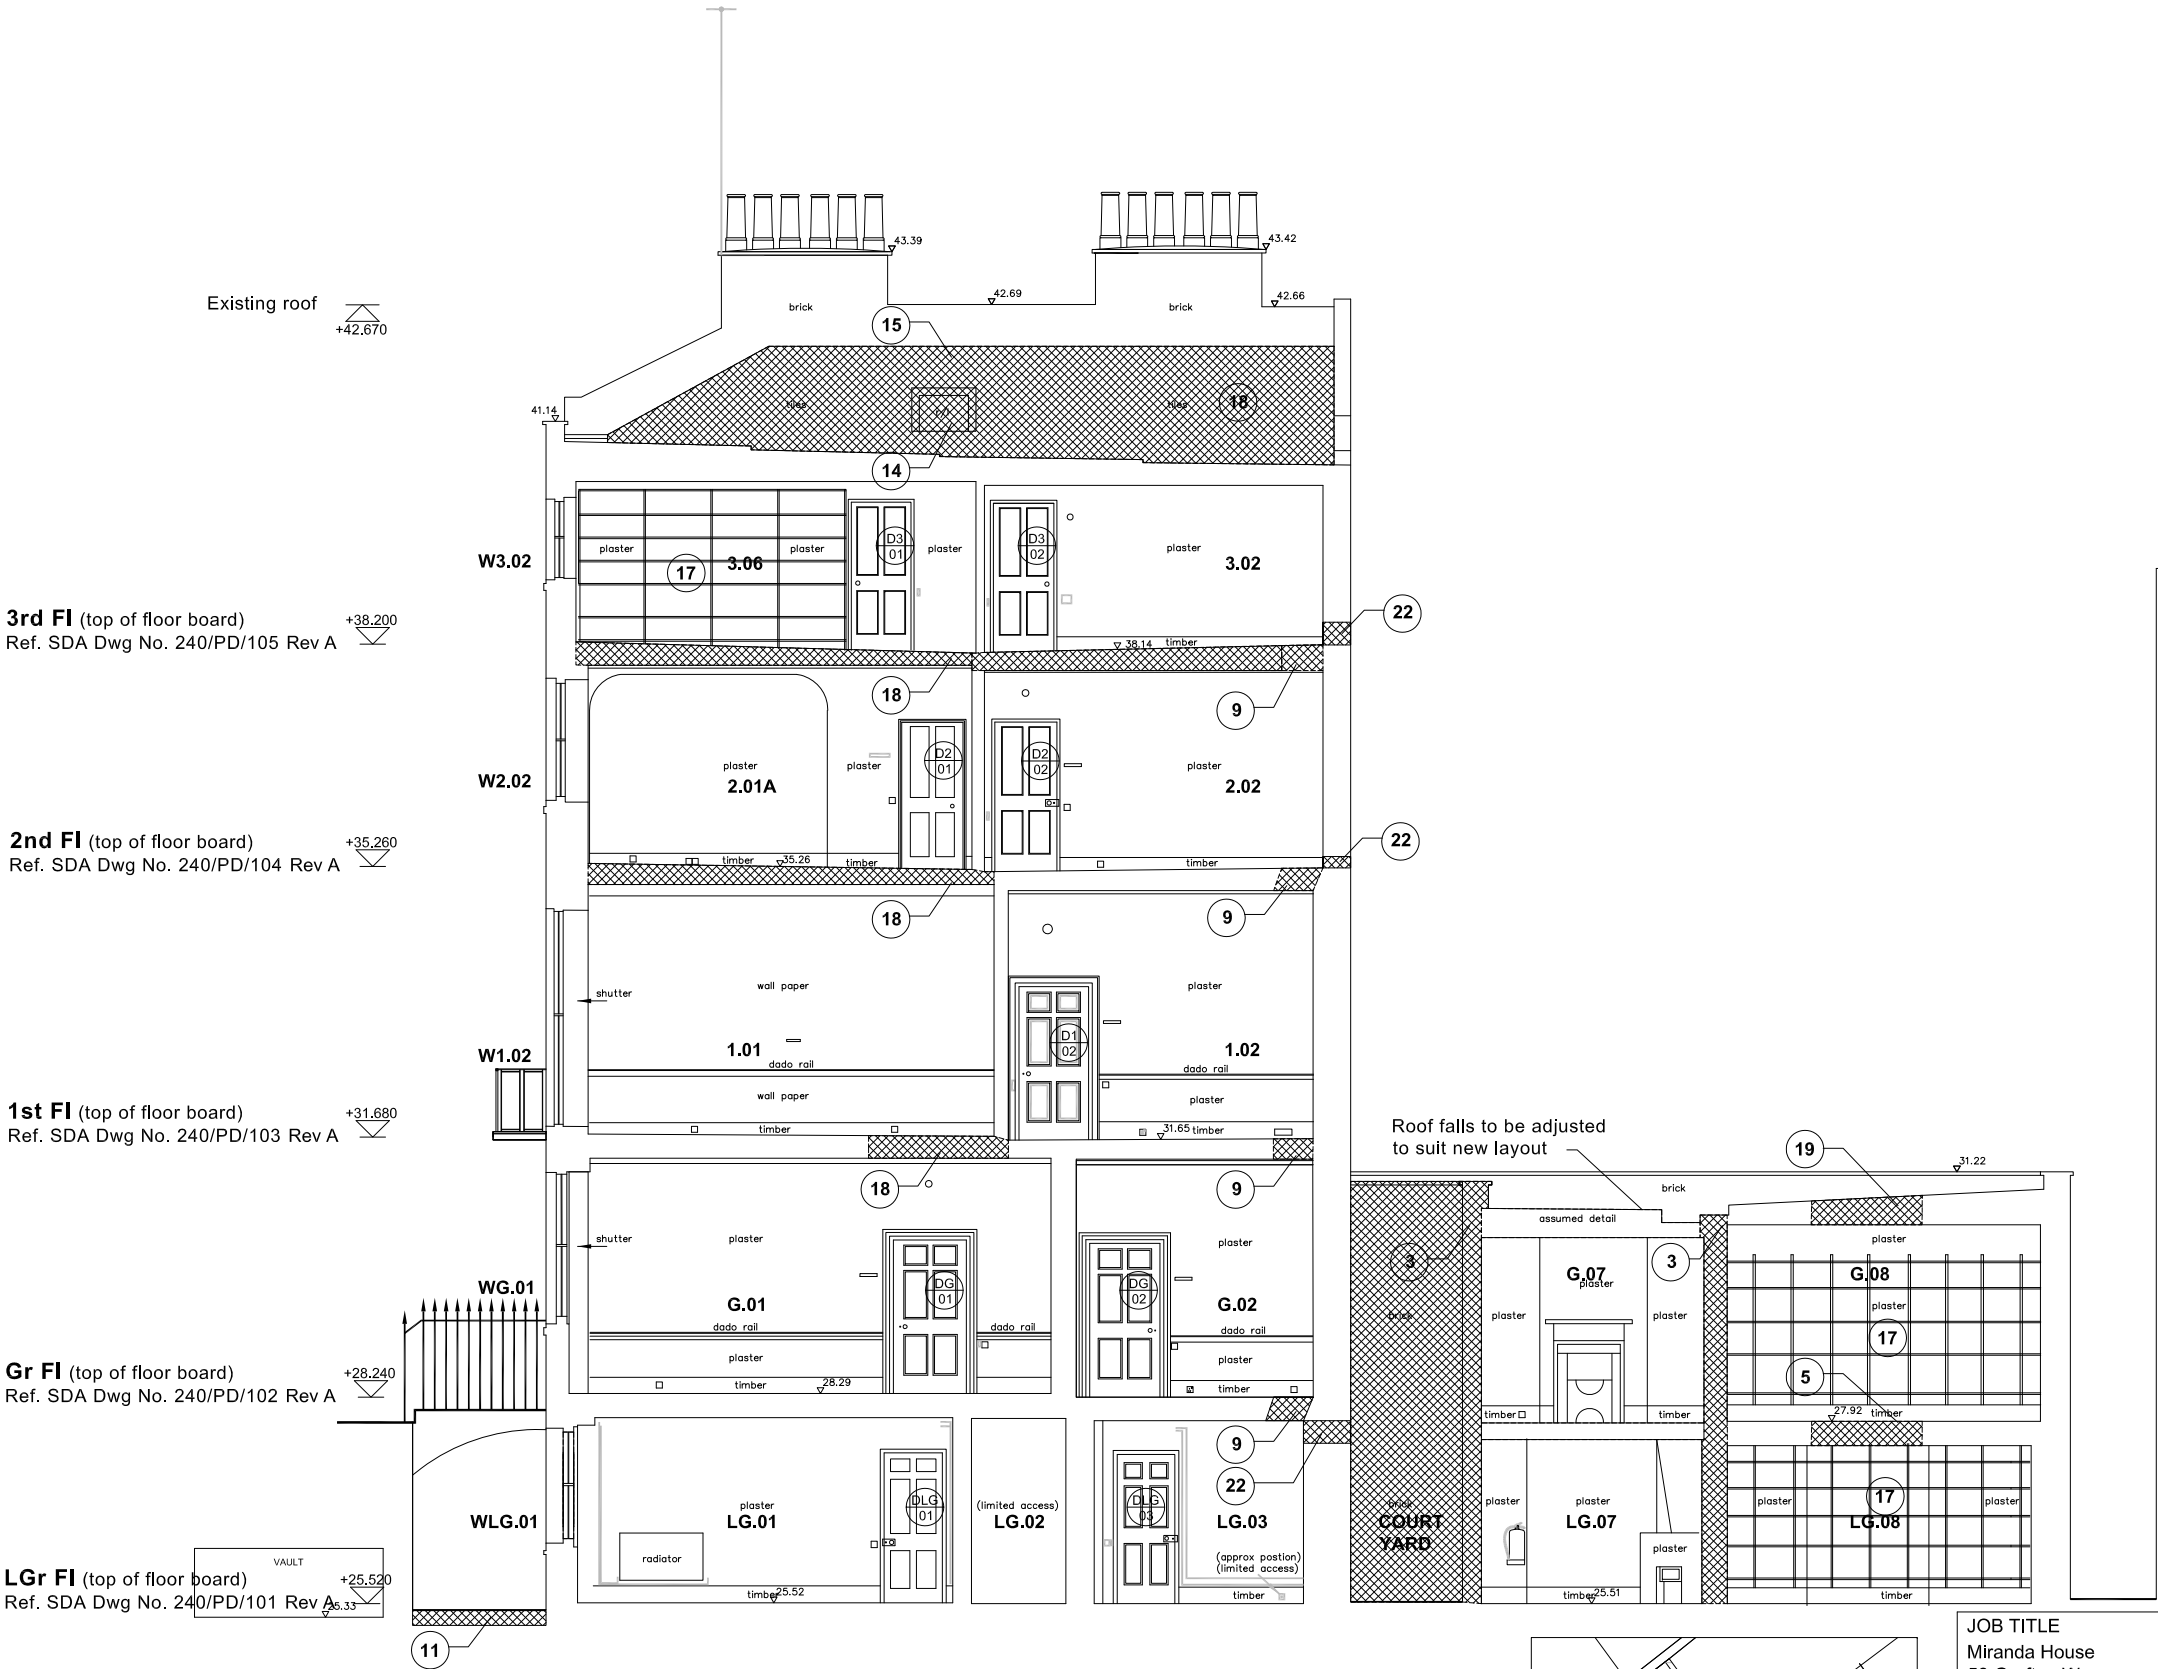 43.39
43.42
Existing roof
+42.670
42.69
42.66
brick
brick
15
41.14
tiles
tiles
18
r/l
14
W3.02
plaster
plaster
17
3.06
D3
01
plaster
D3
02
plaster
3.02
3rd Fl (top of floor board)
Ref. SDA Dwg No. 240/PD/105 Rev A
+38.200
22
38.14
timber
18
9
W2.02
plaster
2.01A
plaster
D2
01
D2
02
plaster
2.02
2nd Fl (top of floor board)
Ref. SDA Dwg No. 240/PD/104 Rev A
+35.260
22
timber
35.26
timber
timber
18
9
shutter
wall paper
plaster
W1.02
1.01
dado rail
D1
02
1.02
dado rail
wall paper
plaster
1st Fl (top of floor board)
Ref. SDA Dwg No. 240/PD/103 Rev A
+31.680
timber
31.65
timber
Roof falls to be adjusted
to suit new layout
19
31.22
18
9
brick
assumed detail
shutter
plaster
plaster
plaster
3
3
WG.01
G.01
DG
01
DG
02
G.02
G.07
plaster
G.08
brick
plaster
plaster
plaster
dado rail
dado rail
dado rail
17
plaster
plaster
Gr Fl (top of floor board)
Ref. SDA Dwg No. 240/PD/102 Rev A
+28.240
timber
28.29
timber
5
timber
timber
27.92
timber
9
22
WLG.01
plaster
LG.01
DLG
01
(limited access)
LG.02
DLG
03
LG.03
brick
COURT
YARD
plaster
plaster
LG.07
plaster
17
plaster
LG.08
radiator
(approx postion)
(limited access)
plaster
VAULT
LGr Fl (top of floor board)
Ref. SDA Dwg No. 240/PD/101 Rev A
+25.520
25.33
timber
25.52
timber
timber
25.51
timber
11
JOB TITLE
Miranda House